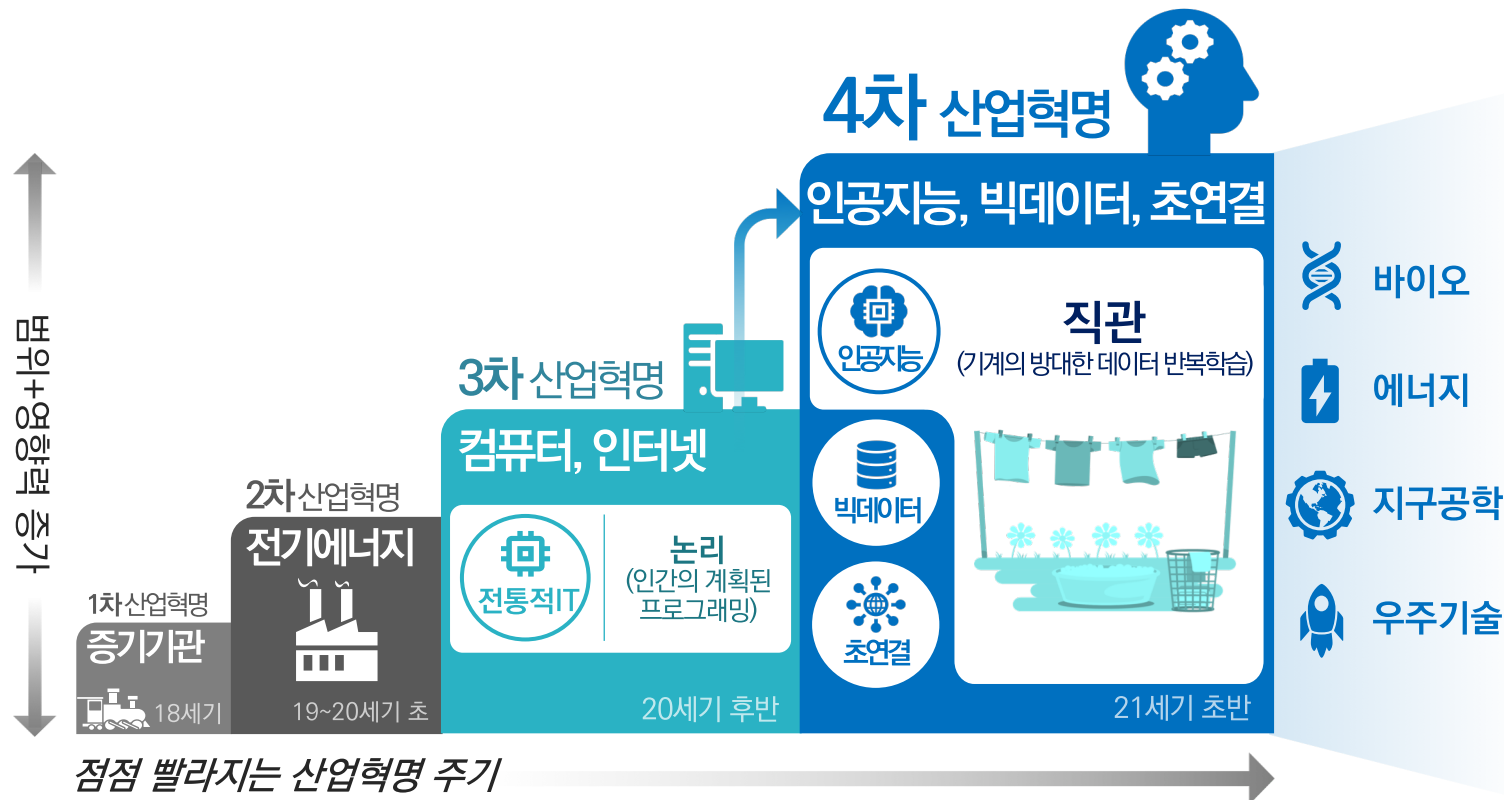 4차 산업혁명
인공지능, 빅데이터, 초연결
인공지능
직관
(기계의 방대한 데이터 반복학습)
빅데이터
초연결
21세기 초반
3차 산업혁명
컴퓨터, 인터넷
전통적IT
논리
(인간의 계획된
프로그래밍)
20세기 후반
2차 산업혁명
전기에너지
19~20세기 초
1차 산업혁명
증기기관
18세기
범위+영향력 증가
점점 빨라지는 산업혁명 주기
바이오
에너지
지구공학
우주기술